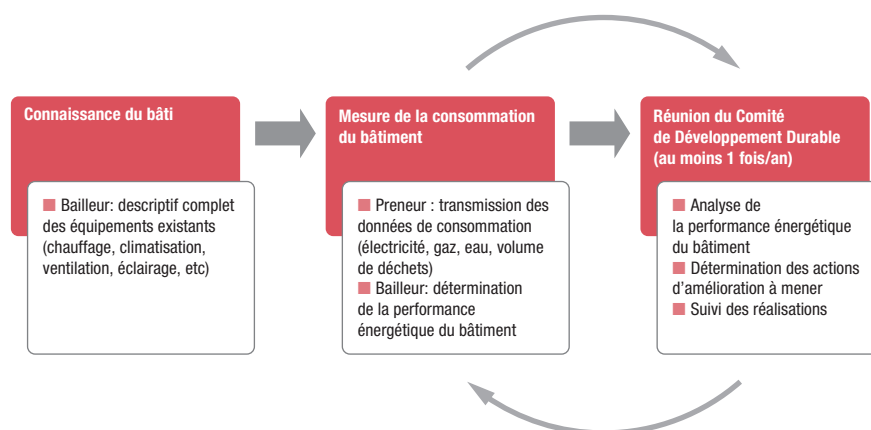 Connaissance du bâti
■ Bailleur: descriptif complet
des équipements existants
(chauffage, climatisation,
ventilation, éclairage, etc)
Mesure de la consommation
du bâtiment
■ Preneur : transmission des
données de consommation
(électricité, gaz, eau, volume
de déchets)
■ Bailleur: détermination
de la performance
énergétique du bâtiment
Réunion du Comité
de Développement Durable
(au moins 1 fois/an)
■ Analyse de
la performance énergétique
du bâtiment
■ Détermination des actions
d'amélioration à mener
■ Suivi des réalisations